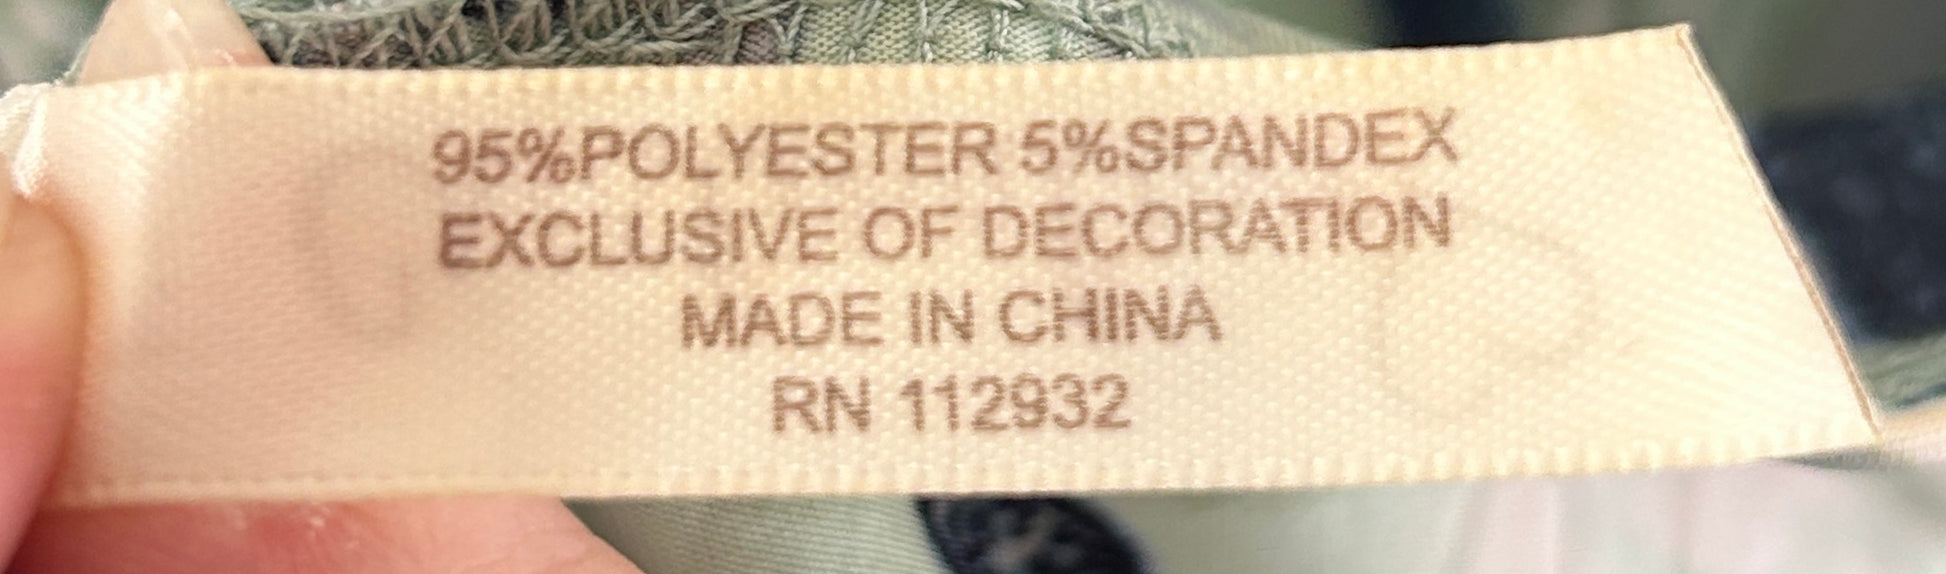 95%POLYESTER 5%SPANDEX
EXCLUSIVE OF DECORATION
MADE IN CHINA
RN 112932